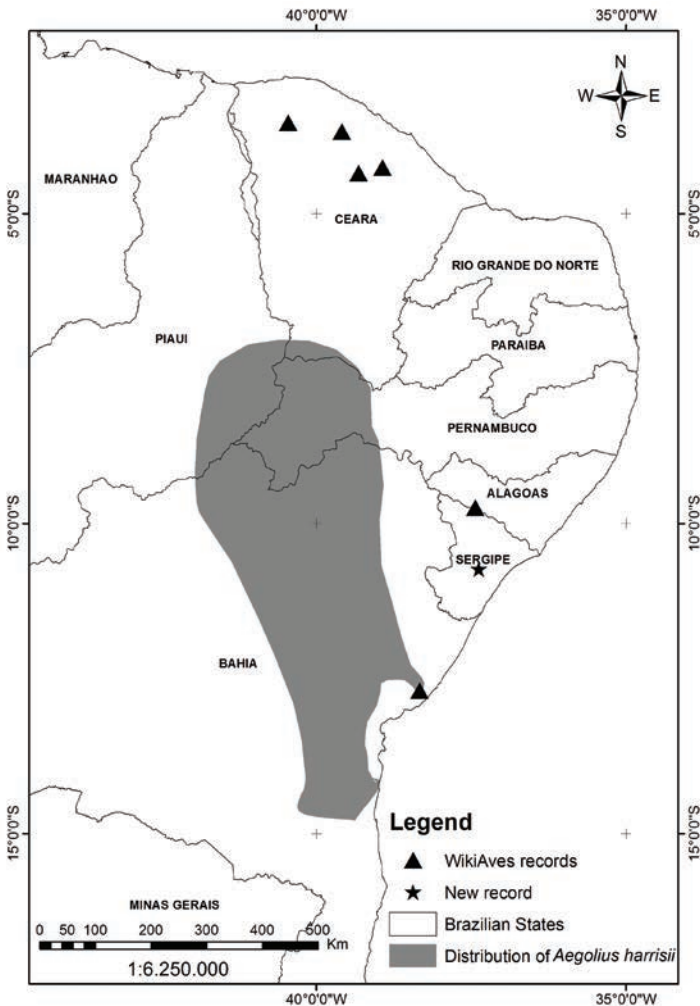 40°0'0"W 35°0'0"W
N
W E
S
MARANHAO
5°0'0"S 5°0'0"S
CEARA
RIO GRANDE DO NORTE
PIAUI
PARAIBA
PERNAMBUCO
ALAGOAS
10°0'0"S 10°0'0"S
SERGIPE
BAHIA
Legend
WikiAves records
New record
Brazilian States
Distribution of Aegolius harrisii
15°0'0"S 15°0'0"S
MINAS GERAIS
0 50 100 200 300 400 500
Km
1:6.250.000
40°0'0"W 35°0'0"W